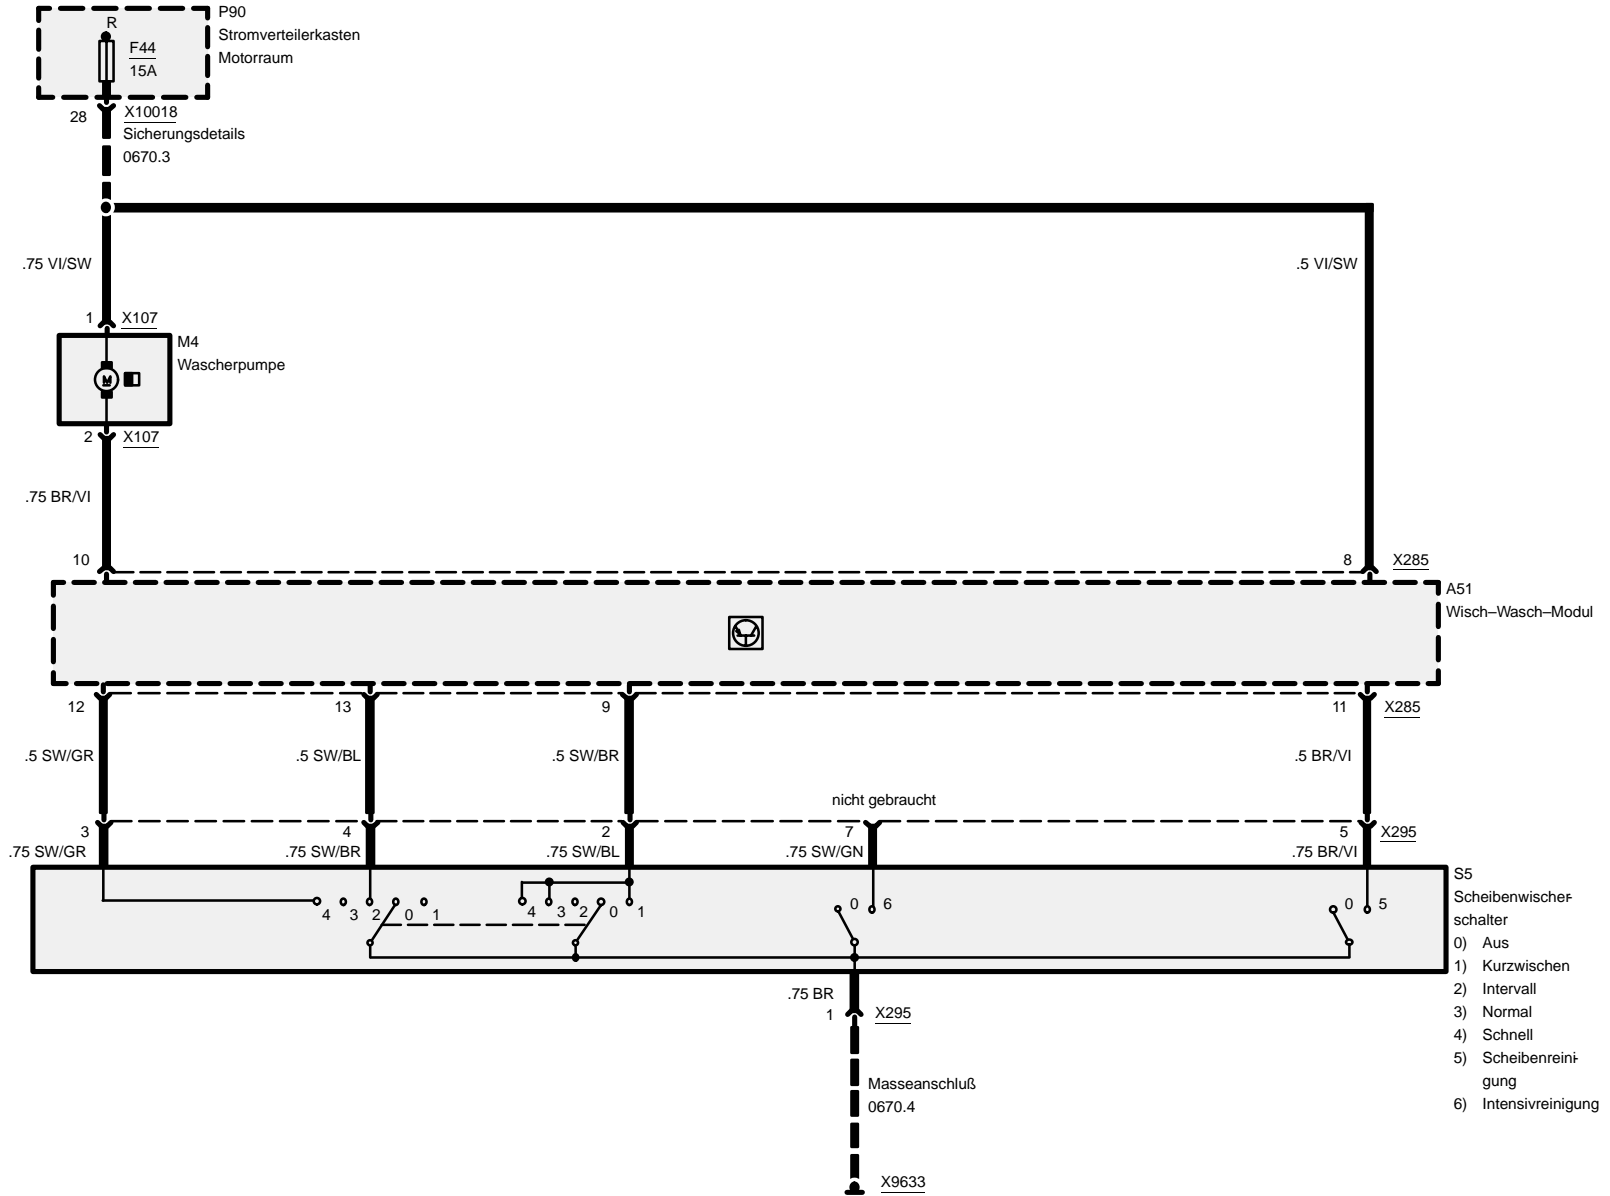 R
P90
Stromverteilerkasten
Motorraum
F44
15A
28
X10018
Sicherungsdetails
0670.3
.75 VI/SW
.5 VI/SW
1
X107
M4
Wascherpumpe
M
2
X107
.75 BR/VI
10
8
X285
A51
Wisch–Wasch–Modul
12
13
9
11
X285
.5 SW/GR
.5 SW/BL
.5 SW/BR
.5 BR/VI
nicht gebraucht
3
4
2
7
5
X295
.75 SW/GR
.75 SW/BR
.75 SW/BL
.75 SW/GN
.75 BR/VI
4 3 2 0 1
4 3 2 0 1
0 6
0 5
S5
Scheibenwischer-
schalter
0) Aus
1) Kurzwischen
2) Intervall
3) Normal
4) Schnell
5) Scheibenreini-
gung
6) Intensivreinigung
.75 BR
1
X295
Masseanschluß
0670.4
X9633